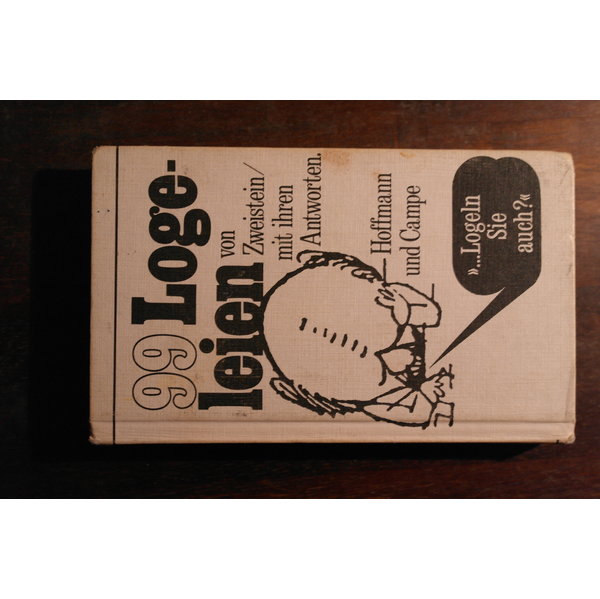 99 Loge-
leien von
Zweistein/
mit ihren
Antworten.
Hoffmann
und Campe
»...Logeln
Sie
auch?«